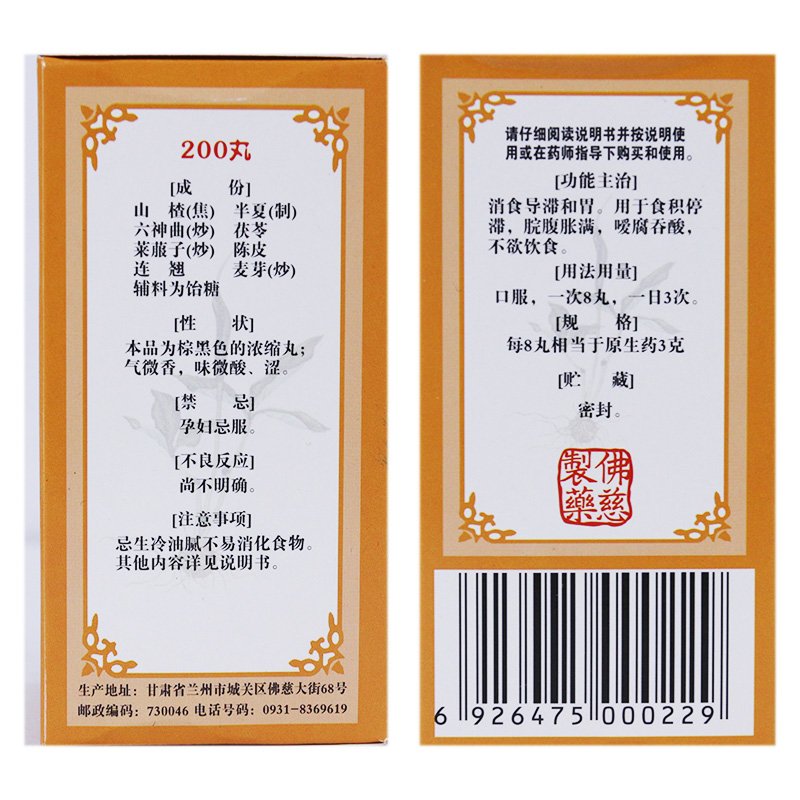 200丸
[成 份]
山 楂(焦) 半夏(制)
六神曲(炒) 茯苓
莱菔子(炒) 陈皮
连 翘 麦芽(炒)
辅料为饴糖
[性 状]
本品为棕黑色的浓缩丸；
气微香，味微酸、涩。
[禁 忌]
孕妇忌服。
[不良反应]
尚不明确。
[注意事项]
忌生冷油腻不易消化食物。
其他内容详见说明书。
生产地址：甘肃省兰州市城关区佛慈大街68号
邮政编码：730046 电话号码：0931-8369619
请仔细阅读说明书并按说明使
用或在药师指导下购买和使用。
[功能主治]
消食导滞和胃。用于食积停
滞，脘腹胀满，嗳腐吞酸，
不欲饮食。
[用法用量]
口服，一次8丸，一日3次。
[规 格]
每8丸相当于原生药3克
[贮 藏]
密封。
佛慈
製藥
6 926475 000229